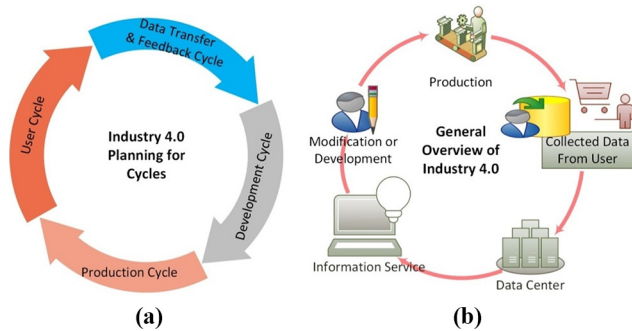 Data Transfer
& Feedback Cycle
User Cycle
Industry 4.0
Planning for
Cycles
Development Cycle
Production Cycle
(a)
Production
Modification or
Development
General
Overview of
Industry 4.0
Collected Data
From User
Information Service
Data Center
(b)